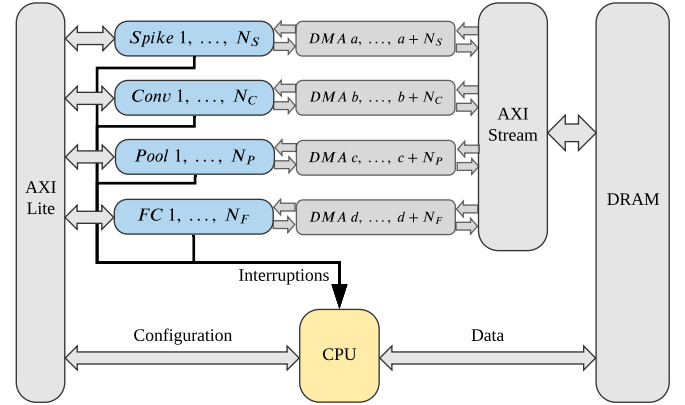 Spike 1, …, N_S
DMA a, …, a + N_S
Conv 1, …, N_C
DMA b, …, b + N_C
AXI
Stream
Pool 1, …, N_P
DMA c, …, c + N_P
AXI
Lite
DRAM
FC 1, …, N_F
DMA d, …, d + N_F
Interruptions
Configuration
CPU
Data